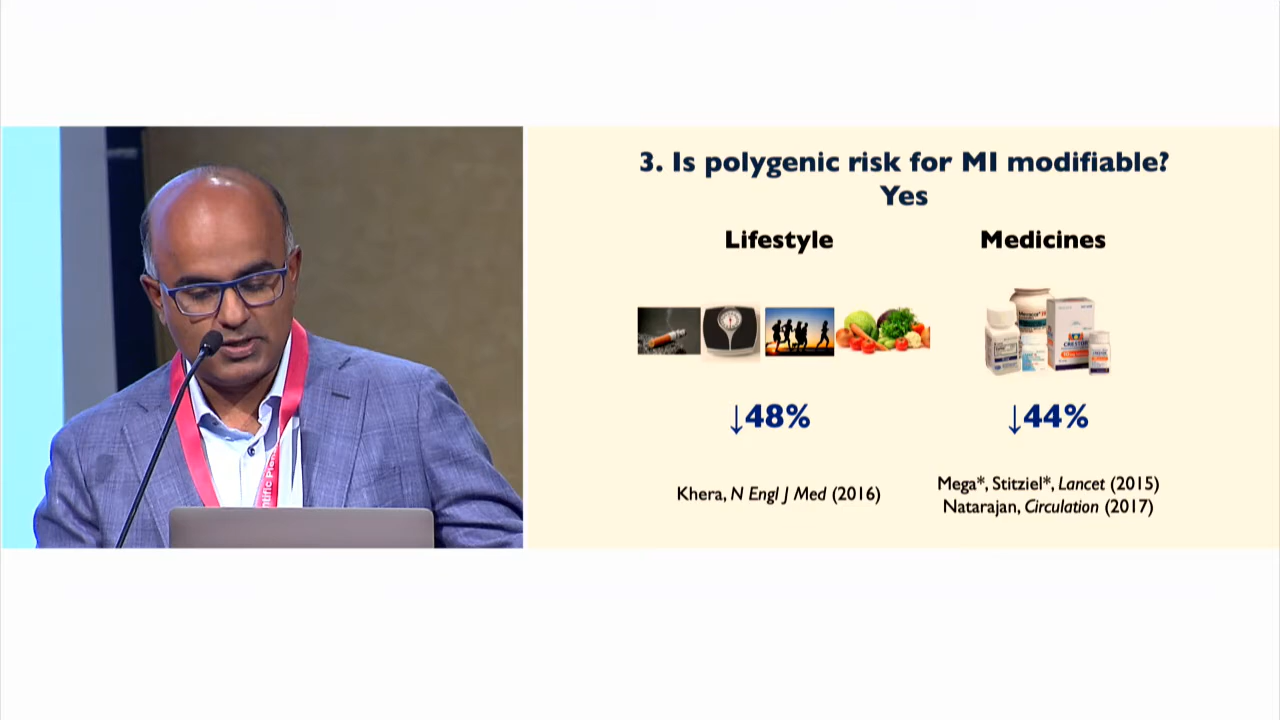 3. Is polygenic risk for MI modifiable?
Yes
Lifestyle
Medicines
CRESTOR
↓48%
↓44%
Khera, N Engl J Med (2016)
Mega*, Stitziel*, Lancet (2015)
Natarajan, Circulation (2017)